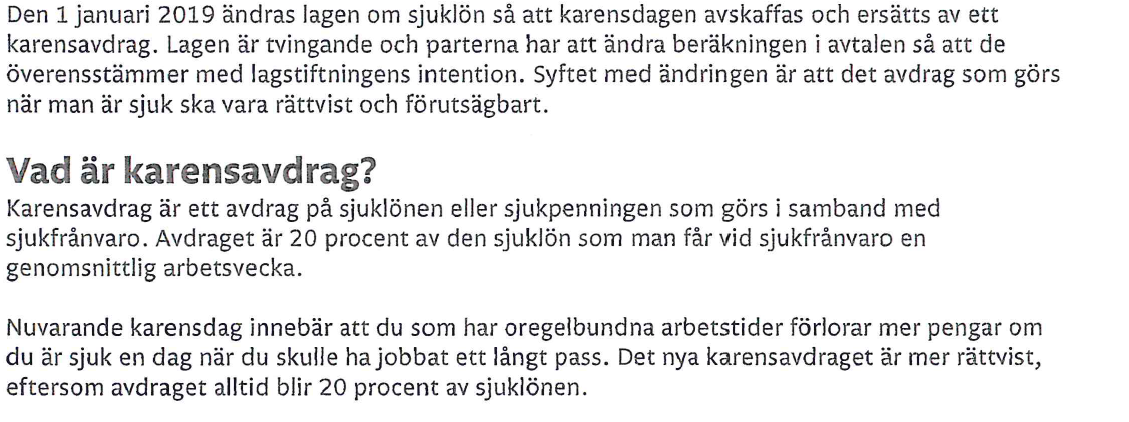 Den 1 januari 2019 ändras lagen om sjuklön så att karensdagen avskaffas och ersätts av ett
karensavdrag. Lagen är tvingande och parterna har att ändra beräkningen i avtalen så att de
överensstämmer med lagstiftningens intention. Syftet med ändringen är att det avdrag som görs
när man är sjuk ska vara rättvist och förutsägbart.
Vad är karensavdrag?
Karensavdrag är ett avdrag på sjuklönen eller sjukpenningen som görs i samband med
sjukfrånvaro. Avdraget är 20 procent av den sjuklön som man får vid sjukfrånvaro en
genomsnittlig arbetsvecka.
Nuvarande karensdag innebär att du som har oregelbundna arbetstider förlorar mer pengar om
du är sjuk en dag när du skulle ha jobbat ett långt pass. Det nya karensavdraget är mer rättvist,
eftersom avdraget alltid blir 20 procent av sjuklönen.